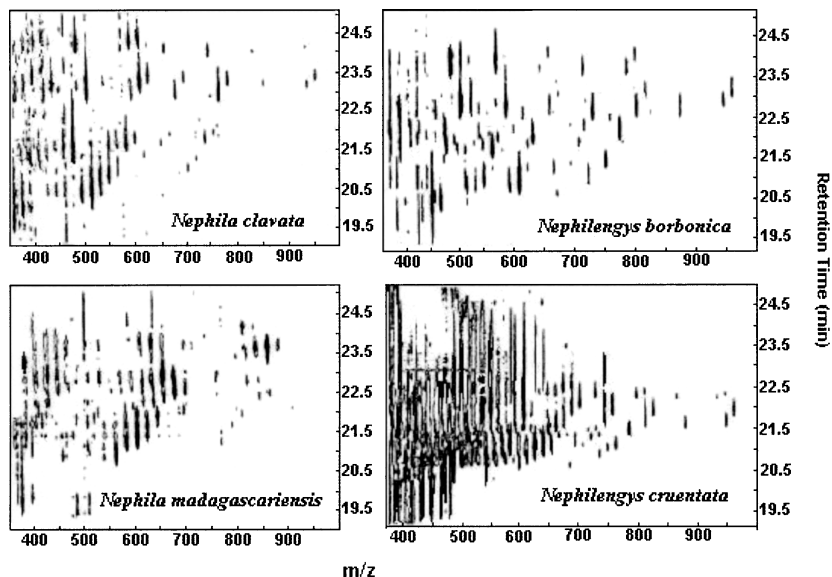 24.5
23.5
22.5
21.5
20.5
19.5
Nephila clavata
400 500 600 700 800 900
24.5
23.5
22.5
21.5
20.5
19.5
Nephilengys borbonica
400 500 600 700 800 900
24.5
23.5
22.5
21.5
20.5
19.5
Nephila madagascariensis
400 500 600 700 800 900
24.5
23.5
22.5
21.5
20.5
19.5
Nephilengys cruentata
400 500 600 700 800 900
Retention Time (min)
m/z